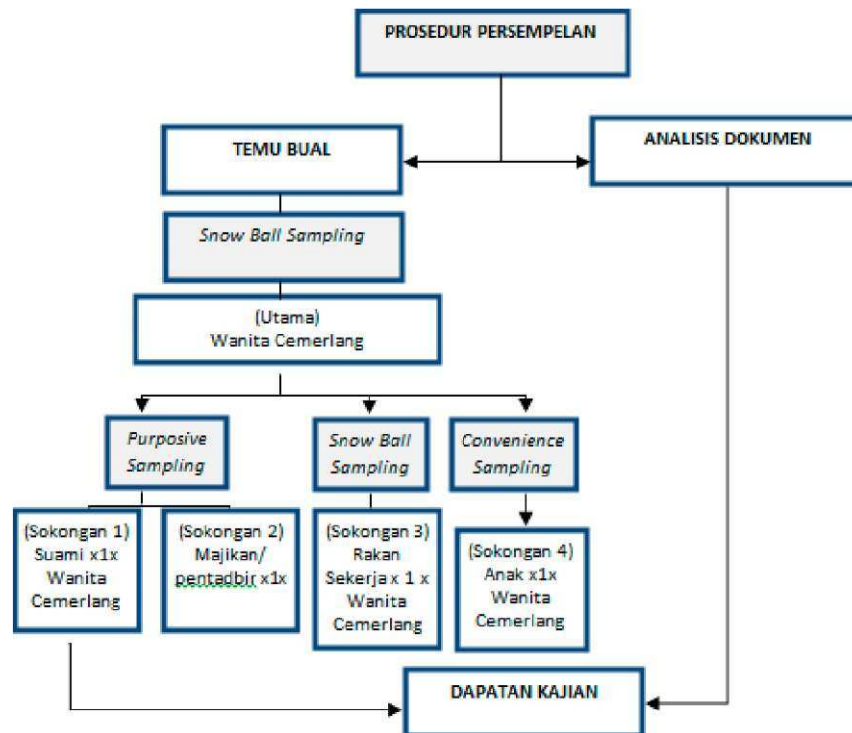 PROSEDUR PERSEMPELAN
TEMU BUAL
ANALISIS DOKUMEN
Snow Ball Sampling
(Utama)
Wanita Cemerlang
Purposive
Sampling
Snow Ball
Sampling
Convenience
Sampling
(Sokongan 1)
Suami x1x
Wanita
Cemerlang
(Sokongan 2)
Majikan/
pentadbir x1x
(Sokongan 3)
Rakan
Sekerja x 1 x
Wanita
Cemerlang
(Sokongan 4)
Anak x1x
Wanita
Cemerlang
DAPATAN KAJIAN